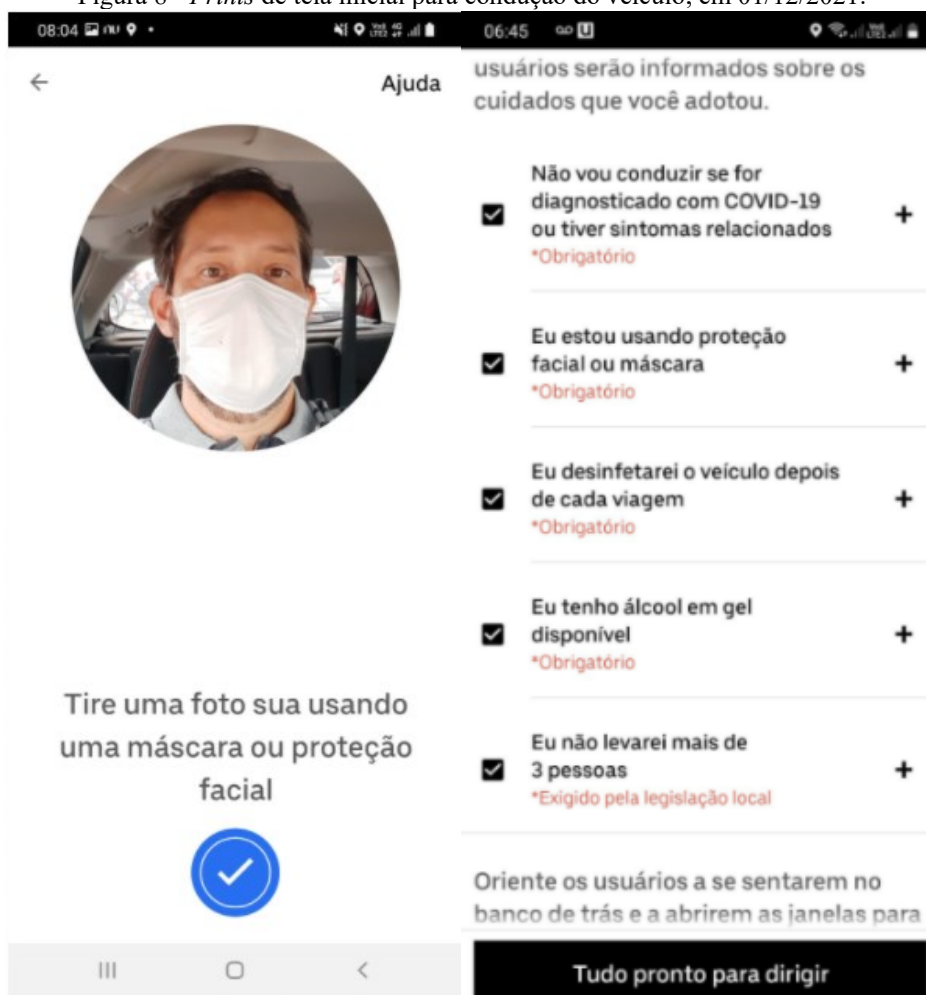 Figura 8 - Prints de tela inicial para condução do veículo, em 01/12/2021.
08:04
Ajuda
Tire uma foto sua usando
uma máscara ou proteção
facial
06:45
usuários serão informados sobre os
cuidados que você adotou.
Não vou conduzir se for
diagnosticado com COVID-19
ou tiver sintomas relacionados
*Obrigatório
Eu estou usando proteção
facial ou máscara
*Obrigatório
Eu desinfetarei o veículo depois
de cada viagem
*Obrigatório
Eu tenho álcool em gel
disponível
*Obrigatório
Eu não levarei mais de
3 pessoas
*Exigido pela legislação local
Oriente os usuários a se sentarem no
banco de trás e a abrirem as janelas para
Tudo pronto para dirigir